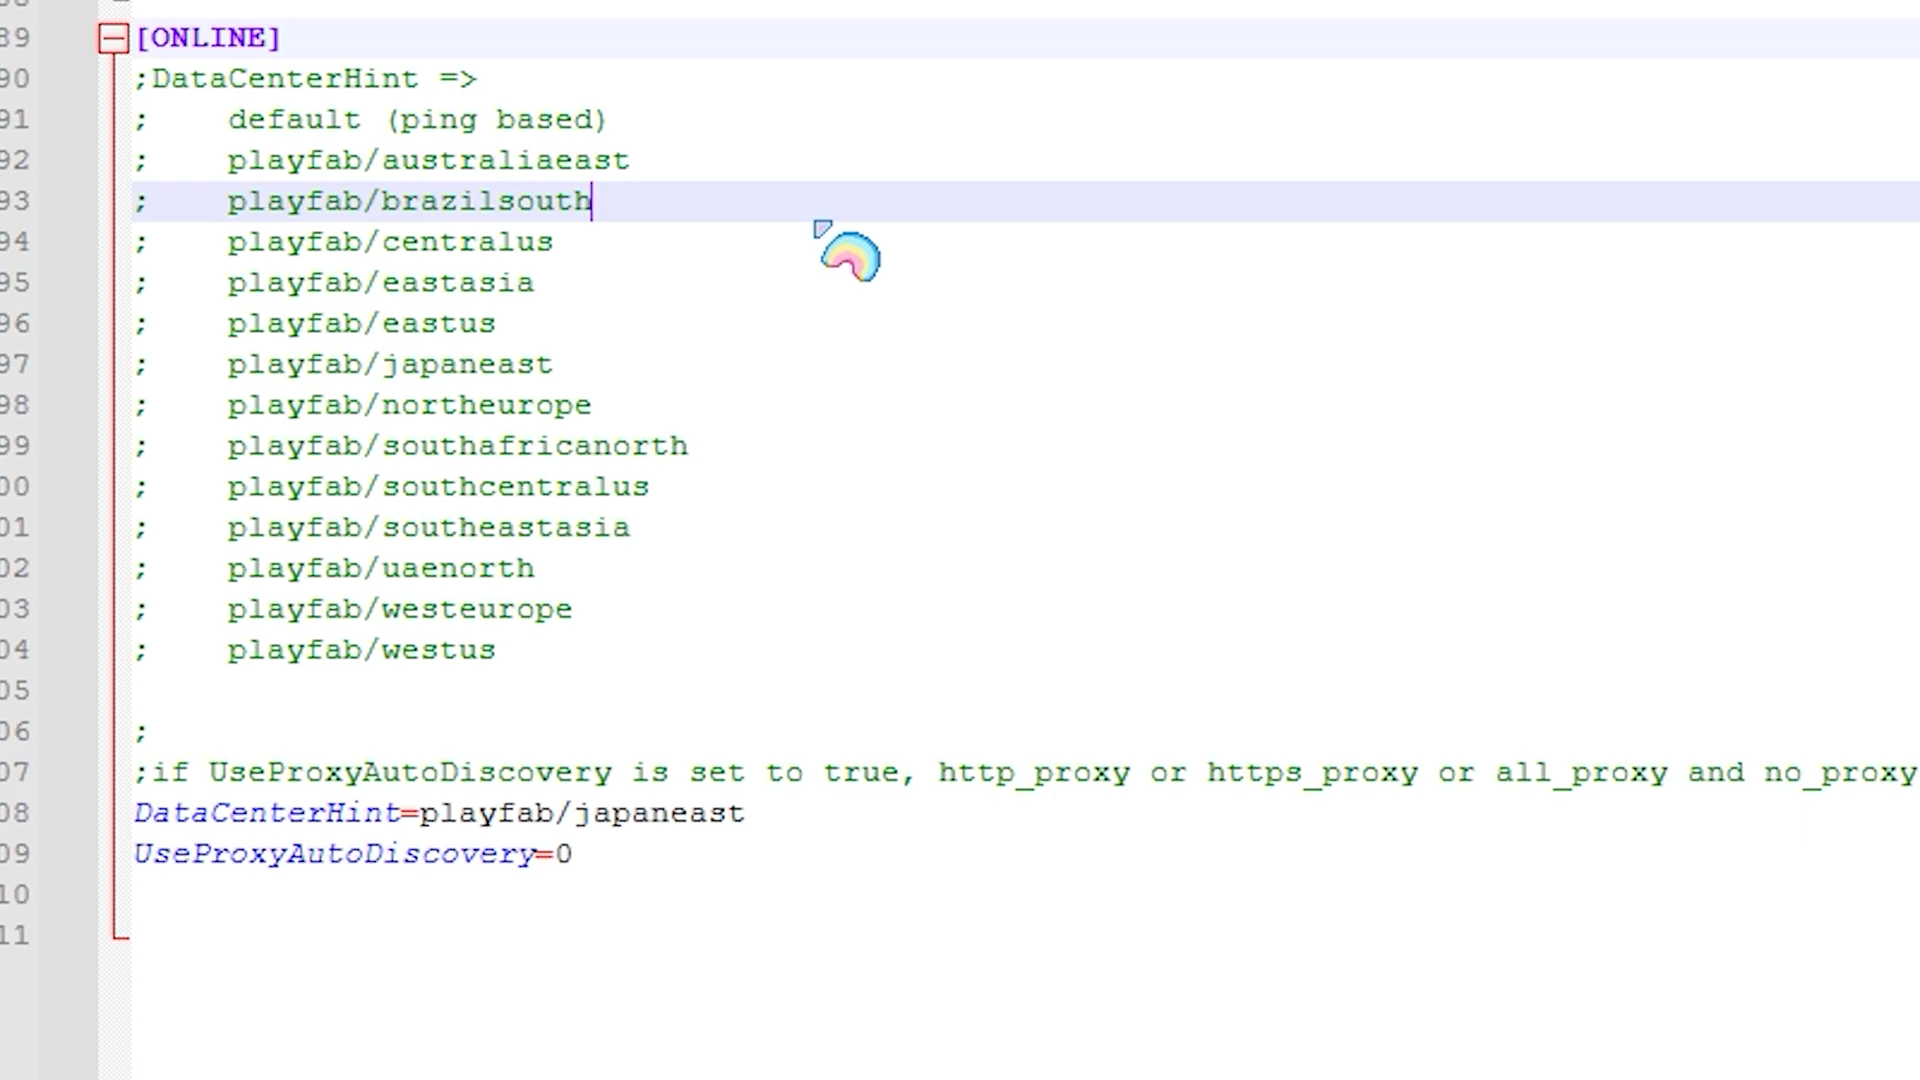 89 [ONLINE]
90 ;DataCenterHint =>
91 ; default (ping based)
92 ; playfab/australiaeast
93 ; playfab/brazilsouth
94 ; playfab/centralus
95 ; playfab/eastasia
96 ; playfab/eastus
97 ; playfab/japaneast
98 ; playfab/northeurope
99 ; playfab/southafricanorth
00 ; playfab/southcentralus
01 ; playfab/southeastasia
02 ; playfab/uaenorth
03 ; playfab/westeurope
04 ; playfab/westus
05
06 ;
07 ;if UseProxyAutoDiscovery is set to true, http_proxy or https_proxy or all_proxy and no_proxy
08 DataCenterHint=playfab/japaneast
09 UseProxyAutoDiscovery=0
10
11